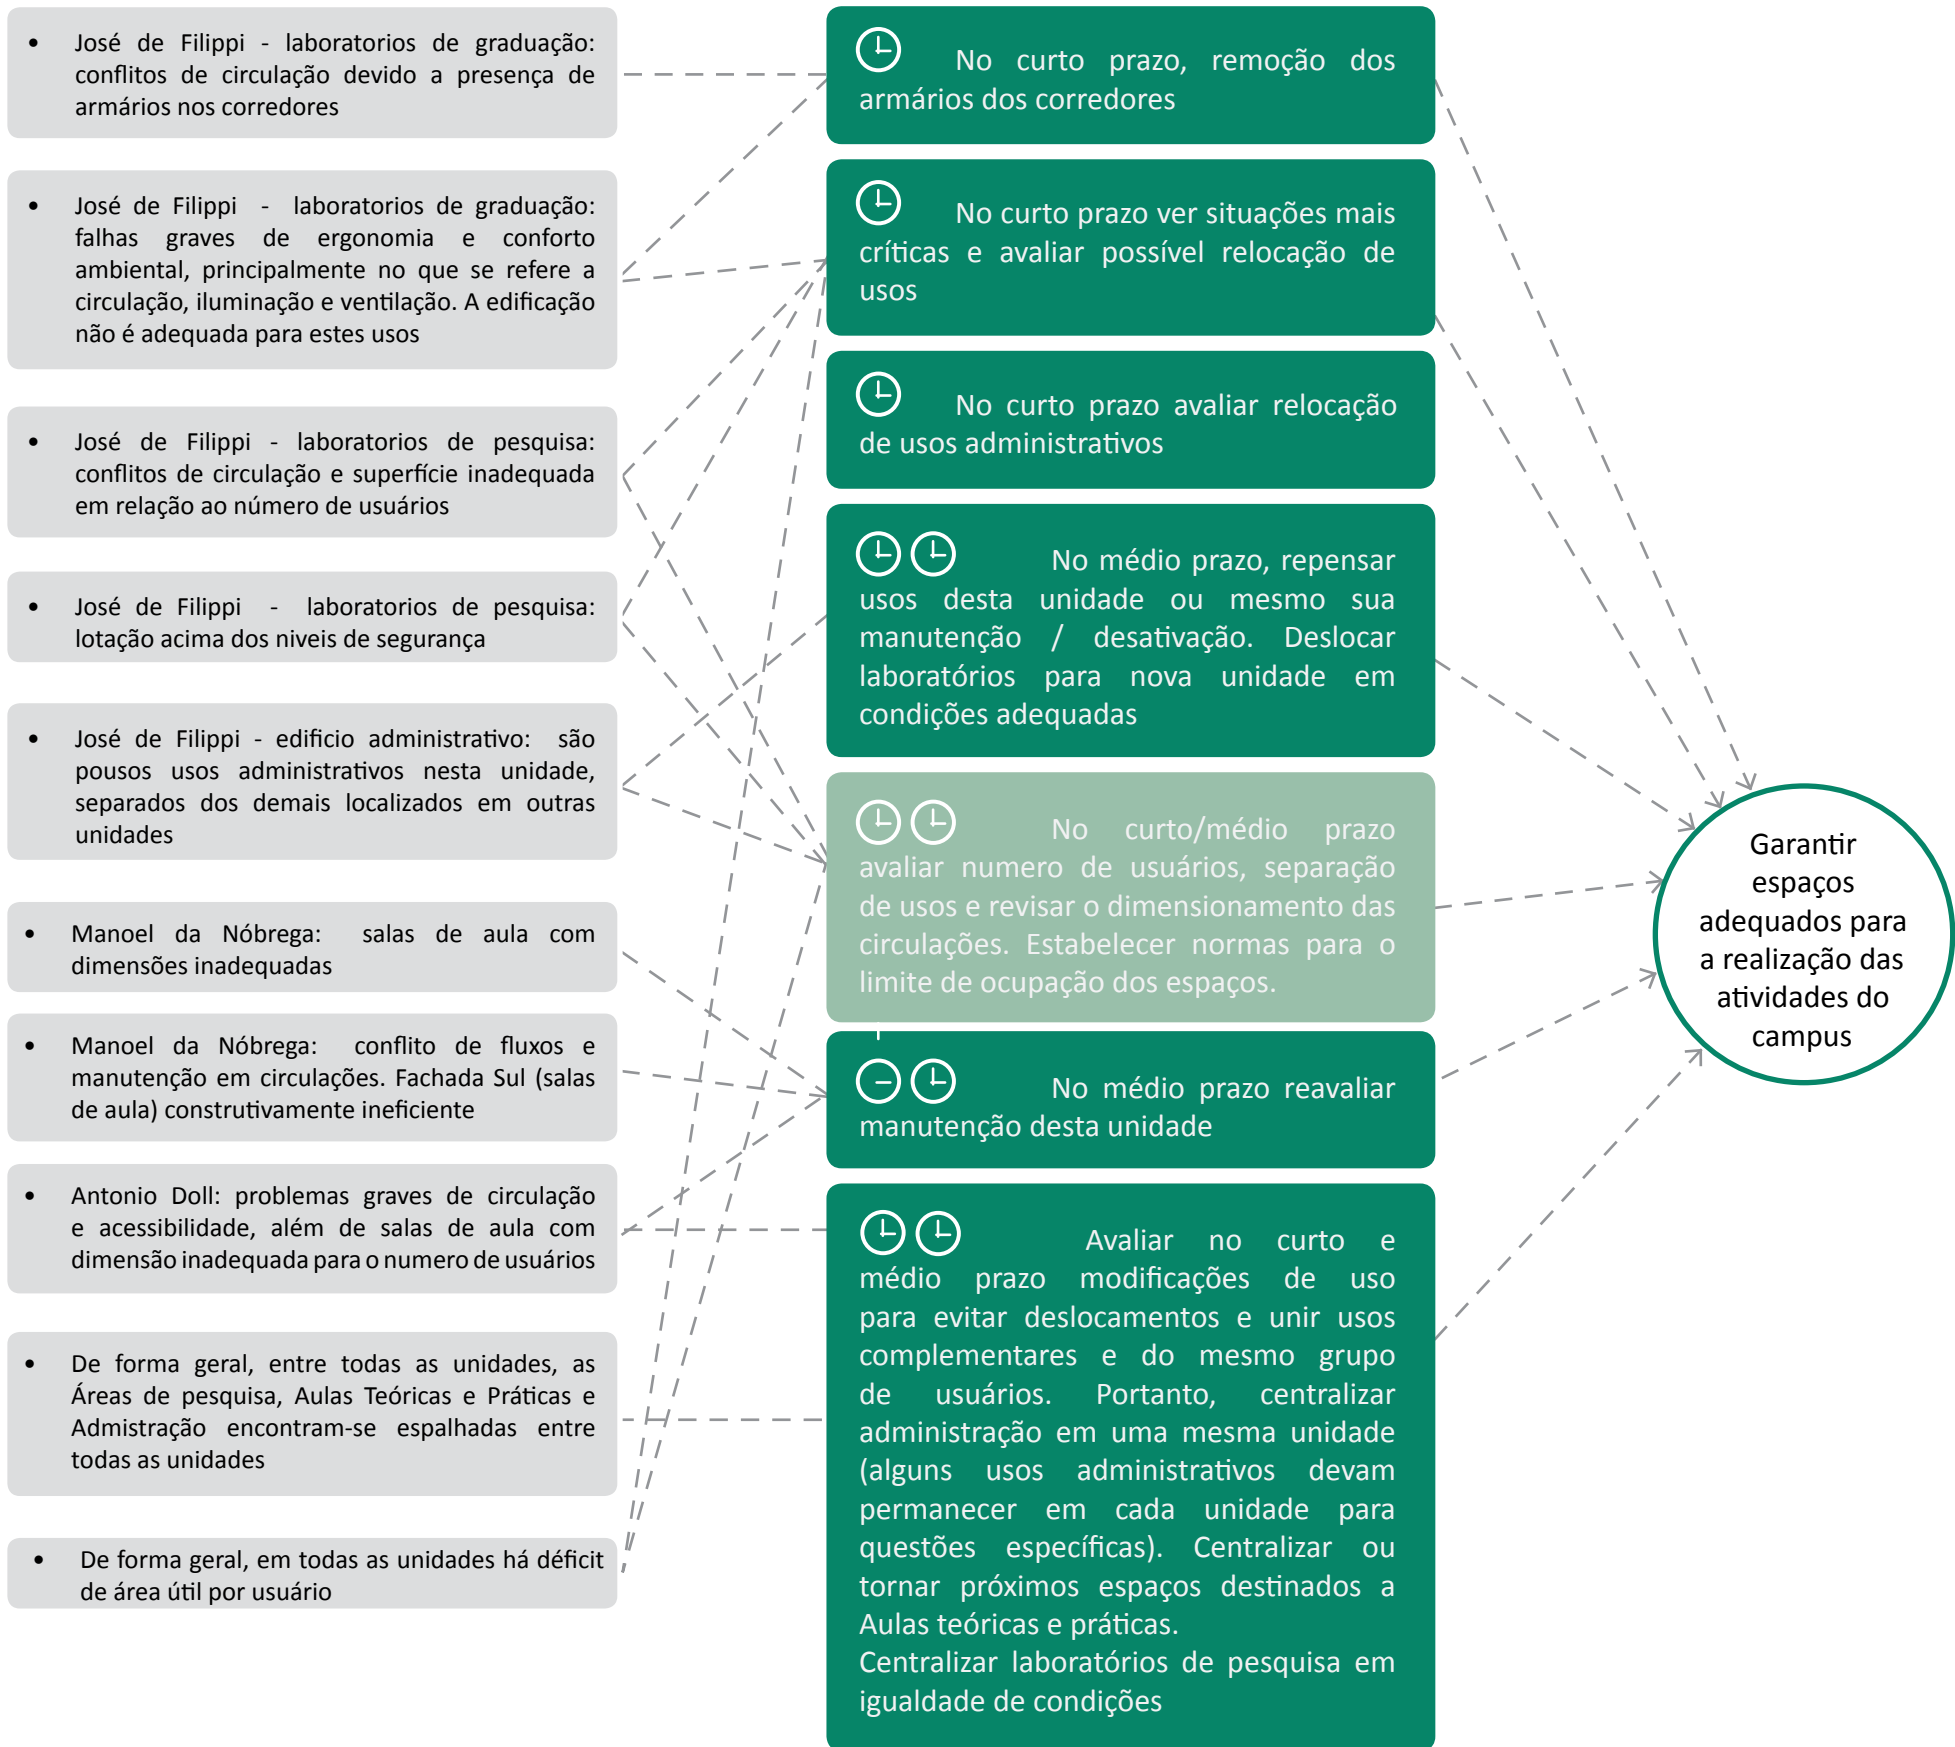 • José de Filippi - laboratorios de graduação:
conflitos de circulação devido a presença de
armários nos corredores
• José de Filippi - laboratorios de graduação:
falhas graves de ergonomia e conforto
ambiental, principalmente no que se refere a
circulação, iluminação e ventilação. A edificação
não é adequada para estes usos
• José de Filippi - laboratorios de pesquisa:
conflitos de circulação e superfície inadequada
em relação ao número de usuários
• José de Filippi - laboratorios de pesquisa:
lotação acima dos niveis de segurança
• José de Filippi - edificio administrativo: são
pousos usos administrativos nesta unidade,
separados dos demais localizados em outras
unidades
• Manoel da Nóbrega: salas de aula com
dimensões inadequadas
• Manoel da Nóbrega: conflito de fluxos e
manutenção em circulações. Fachada Sul (salas
de aula) construtivamente ineficiente
• Antonio Doll: problemas graves de circulação
e acessibilidade, além de salas de aula com
dimensão inadequada para o numero de usuários
• De forma geral, entre todas as unidades, as
Áreas de pesquisa, Aulas Teóricas e Práticas e
Admistração encontram-se espalhadas entre
todas as unidades
• De forma geral, em todas as unidades há déficit
de área útil por usuário
No curto prazo, remoção dos
armários dos corredores
No curto prazo ver situações mais
críticas e avaliar possível relocação de
usos
No curto prazo avaliar relocação
de usos administrativos
No médio prazo, repensar
usos desta unidade ou mesmo sua
manutenção / desativação. Deslocar
laboratórios para nova unidade em
condições adequadas
No curto/médio prazo
avaliar numero de usuários, separação
de usos e revisar o dimensionamento das
circulações. Estabelecer normas para o
limite de ocupação dos espaços.
No médio prazo reavaliar
manutenção desta unidade
Avaliar no curto e
médio prazo modificações de uso
para evitar deslocamentos e unir usos
complementares e do mesmo grupo
de usuários. Portanto, centralizar
administração em uma mesma unidade
(alguns usos administrativos devam
permanecer em cada unidade para
questões específicas). Centralizar ou
tornar próximos espaços destinados a
Aulas teóricas e práticas.
Centralizar laboratórios de pesquisa em
igualdade de condições
Garantir
espaços
adequados para
a realização das
atividades do
campus